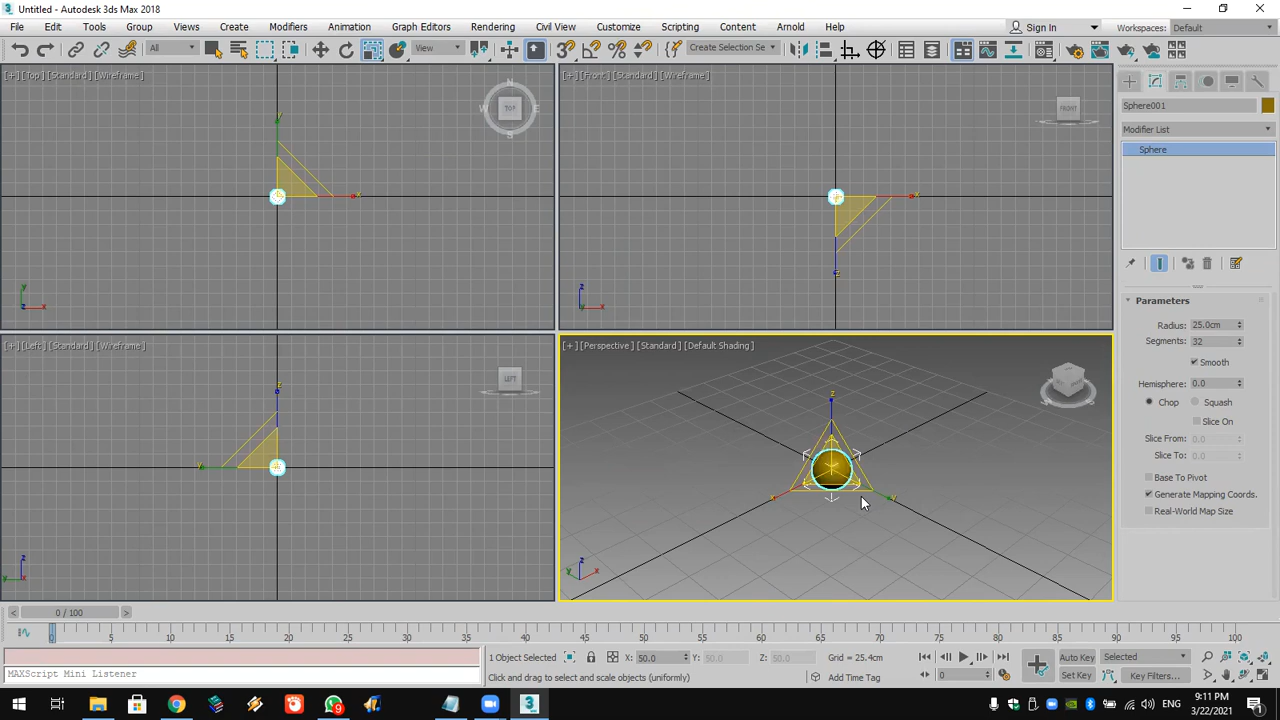 Untitled - Autodesk 3ds Max 2018
File Edit Tools Group Views Create Modifiers Animation Graph Editors Rendering Civil View Customize Scripting Content Arnold Help Sign In Workspaces: Default
All View Create Selection Se
[+] [Top] [Standard] [Wireframe]
[+] [Front] [Standard] [Wireframe]
N
W TOP E
S
FRONT
y
x
x
z
y
z x
z
y x
Sphere001
Modifier List
Sphere
Parameters
Radius: 25.0cm
Segments: 32
Smooth
Hemisphere: 0.0
Chop Squash
Slice On
Slice From: 0.0
Slice To: 0.0
Base To Pivot
Generate Mapping Coords.
Real-World Map Size
[+] [Left] [Standard] [Wireframe]
[+] [Perspective] [Standard] [Default Shading]
LEFT
z
y
z
y x
z
x y
z
y x
0 / 100
0 5 10 15 20 25 30 35 40 45 50 55 60 65 70 75 80 85 90 95 100
1 Object Selected X: 50.0 Y: 50.0 Z: 50.0 Grid = 25.4cm Auto Key Selected
MAXScript Mini Listener Click and drag to select and scale objects (uniformly) Add Time Tag 0 Set Key Key Filters...
9
ENG
9:11 PM
3/22/2021
1